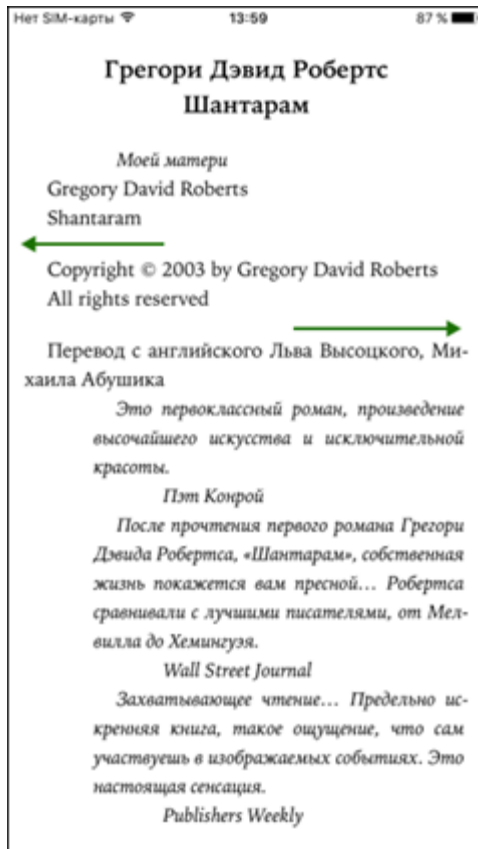 Нет SIM-карты 13:59 87 %
Грегори Дэвид Робертс
Шантарам
Моей матери
Gregory David Roberts
Shantaram
Copyright © 2003 by Gregory David Roberts
All rights reserved
Перевод с английского Льва Высоцкого, Ми-
хаила Абушика
Это первоклассный роман, произведение
высочайшего искусства и исключительной
красоты.
Пэт Конрой
После прочтения первого романа Грегори
Дэвида Робертса, «Шантарам», собственная
жизнь покажется вам пресной… Робертса
сравнивали с лучшими писателями, от Мел-
вилла до Хемингуэя.
Wall Street Journal
Захватывающее чтение… Предельно ис-
кренняя книга, такое ощущение, что сам
участвуешь в изображаемых событиях. Это
настоящая сенсация.
Publishers Weekly